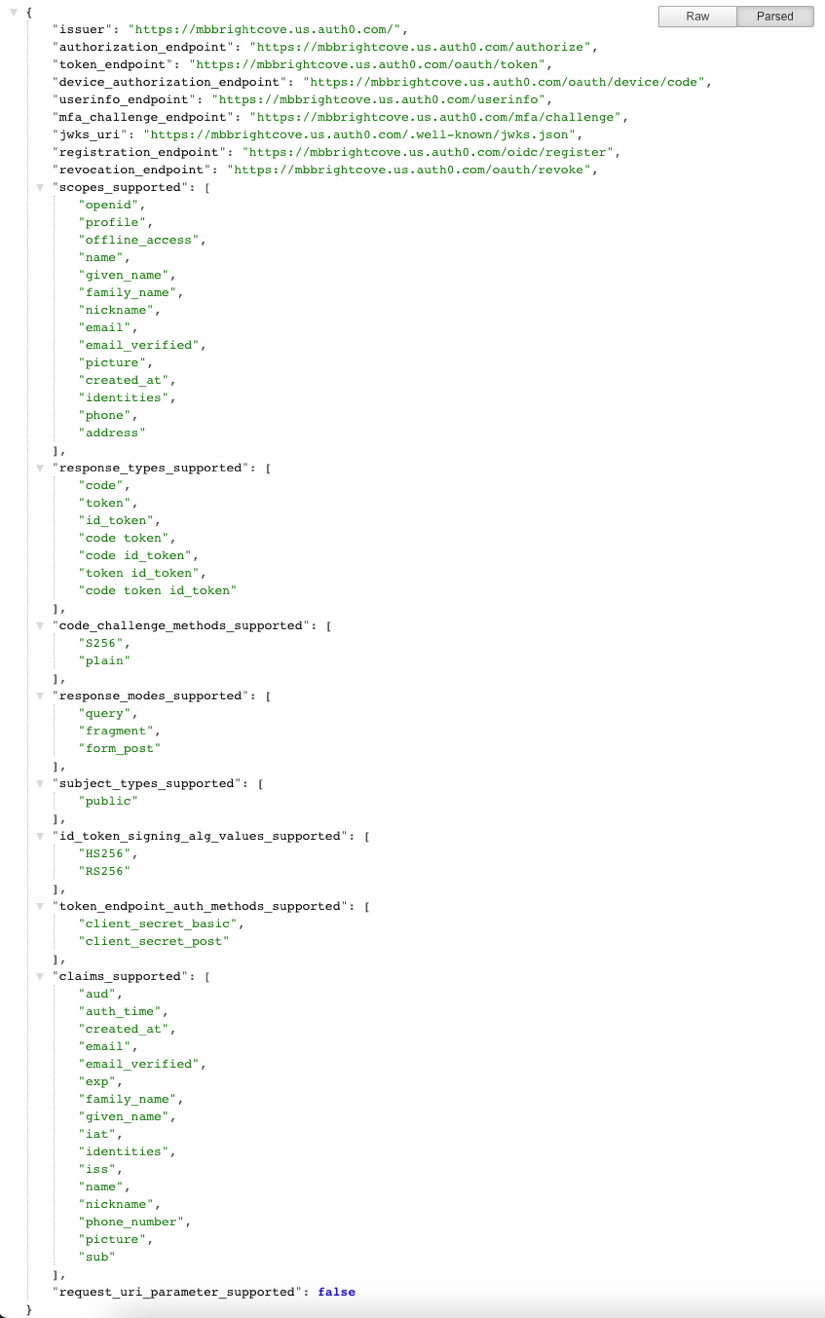 Raw Parsed
{
"issuer": "https://mbbrightcove.us.auth0.com/",
"authorization_endpoint": "https://mbbrightcove.us.auth0.com/authorize",
"token_endpoint": "https://mbbrightcove.us.auth0.com/oauth/token",
"device_authorization_endpoint": "https://mbbrightcove.us.auth0.com/oauth/device/code",
"userinfo_endpoint": "https://mbbrightcove.us.auth0.com/userinfo",
"mfa_challenge_endpoint": "https://mbbrightcove.us.auth0.com/mfa/challenge",
"jwks_uri": "https://mbbrightcove.us.auth0.com/.well-known/jwks.json",
"registration_endpoint": "https://mbbrightcove.us.auth0.com/oidc/register",
"revocation_endpoint": "https://mbbrightcove.us.auth0.com/oauth/revoke",
"scopes_supported": [
"openid",
"profile",
"offline_access",
"name",
"given_name",
"family_name",
"nickname",
"email",
"email_verified",
"picture",
"created_at",
"identities",
"phone",
"address"
],
"response_types_supported": [
"code",
"token",
"id_token",
"code token",
"code id_token",
"token id_token",
"code token id_token"
],
"code_challenge_methods_supported": [
"S256",
"plain"
],
"response_modes_supported": [
"query",
"fragment",
"form_post"
],
"subject_types_supported": [
"public"
],
"id_token_signing_alg_values_supported": [
"HS256",
"RS256"
],
"token_endpoint_auth_methods_supported": [
"client_secret_basic",
"client_secret_post"
],
"claims_supported": [
"aud",
"auth_time",
"created_at",
"email",
"email_verified",
"exp",
"family_name",
"given_name",
"iat",
"identities",
"iss",
"name",
"nickname",
"phone_number",
"picture",
"sub"
],
"request_uri_parameter_supported": false
}